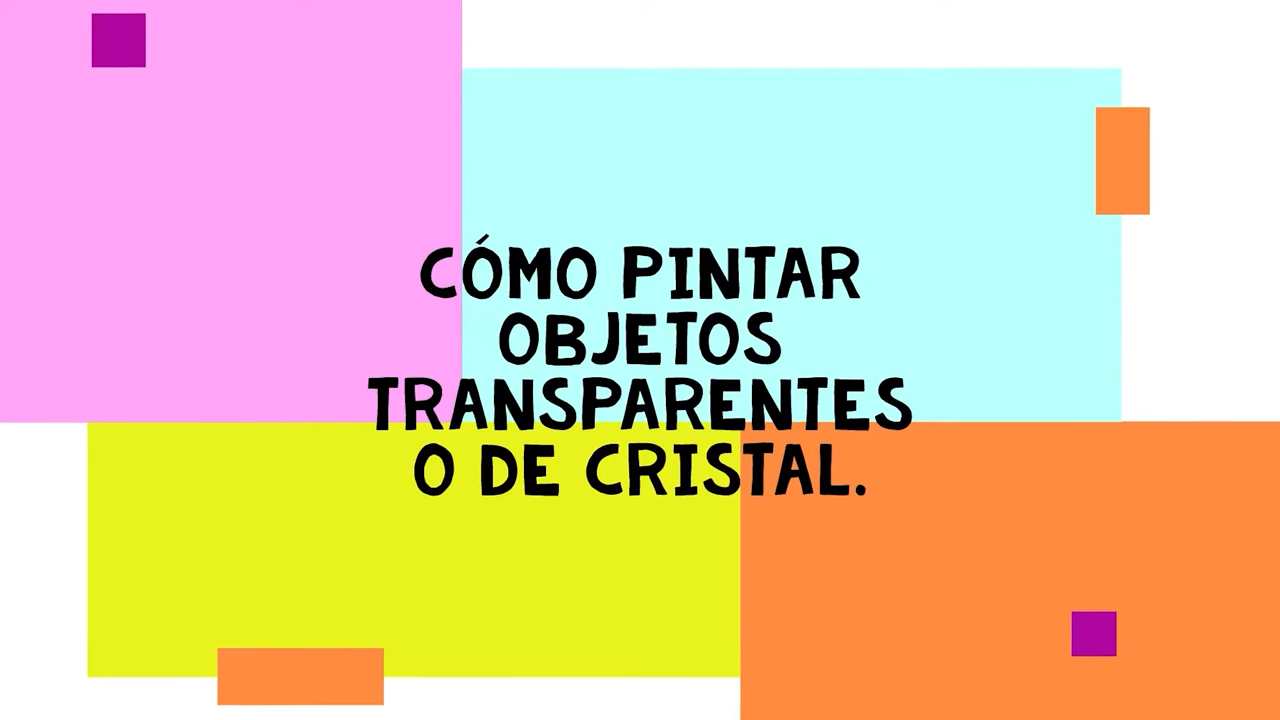 CÓMO PINTAR
OBJETOS
TRANSPARENTES
O DE CRISTAL.